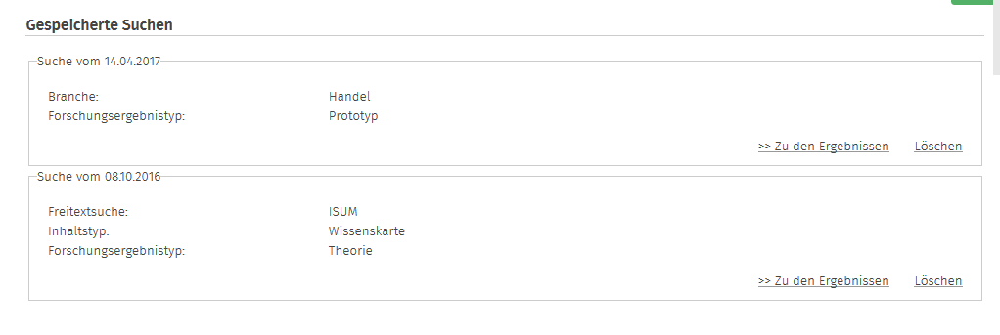 Gespeicherte Suchen
Suche vom 14.04.2017
Branche: Handel
Forschungsergebnistyp: Prototyp
>> Zu den Ergebnissen Löschen
Suche vom 08.10.2016
Freitextsuche: ISUM
Inhaltstyp: Wissenskarte
Forschungsergebnistyp: Theorie
>> Zu den Ergebnissen Löschen